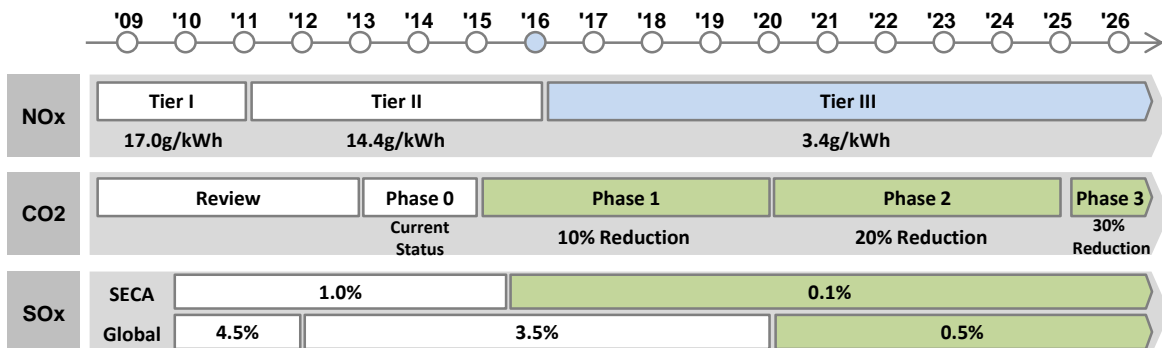 '09 '10 '11 '12 '13 '14 '15 '16 '17 '18 '19 '20 '21 '22 '23 '24 '25 '26
NOx
Tier I Tier II Tier III
17.0g/kWh 14.4g/kWh 3.4g/kWh
CO2
Review Phase 0 Phase 1 Phase 2 Phase 3
Current
Status
10% Reduction 20% Reduction
30%
Reduction
SOx
SECA 1.0% 0.1%
Global 4.5% 3.5% 0.5%